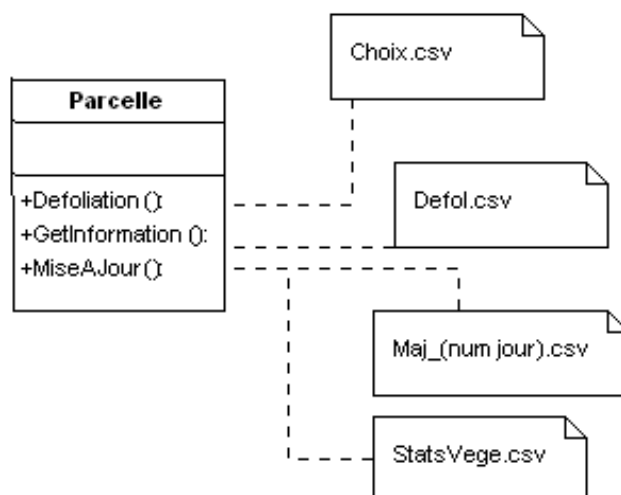 Choix.csv
Parcelle
+Defoliation ():
Defol.csv
+GetInformation ():
+MiseAJour ():
Maj_(num jour).csv
StatsVege.csv